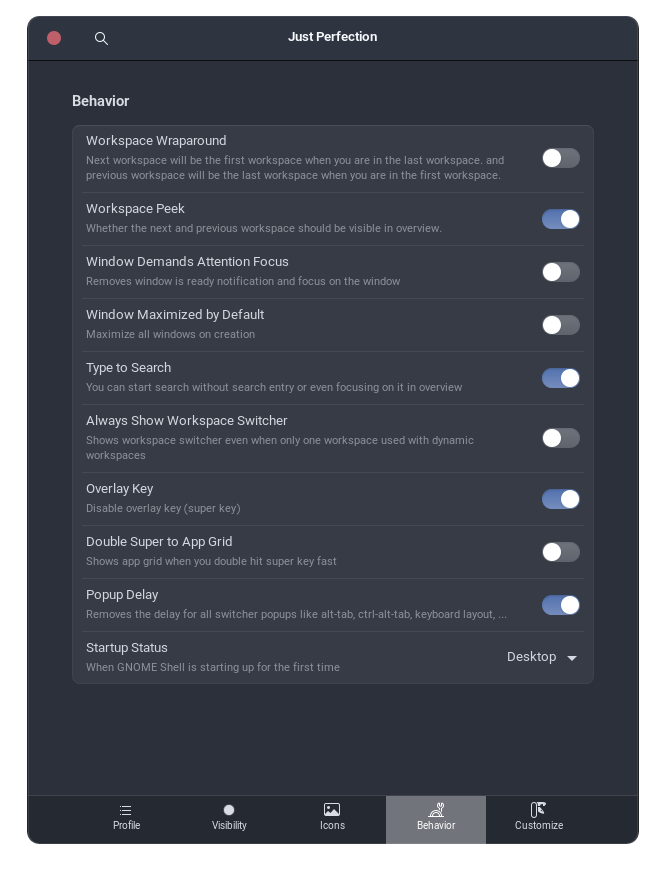 Just Perfection
Behavior
Workspace Wraparound
Next workspace will be the first workspace when you are in the last workspace. and
previous workspace will be the last workspace when you are in the first workspace.
Workspace Peek
Whether the next and previous workspace should be visible in overview.
Window Demands Attention Focus
Removes window is ready notification and focus on the window
Window Maximized by Default
Maximize all windows on creation
Type to Search
You can start search without search entry or even focusing on it in overview
Always Show Workspace Switcher
Shows workspace switcher even when only one workspace used with dynamic
workspaces
Overlay Key
Disable overlay key (super key)
Double Super to App Grid
Shows app grid when you double hit super key fast
Popup Delay
Removes the delay for all switcher popups like alt-tab, ctrl-alt-tab, keyboard layout, ...
Startup Status
When GNOME Shell is starting up for the first time
Desktop
Profile
Visibility
Icons
Behavior
Customize